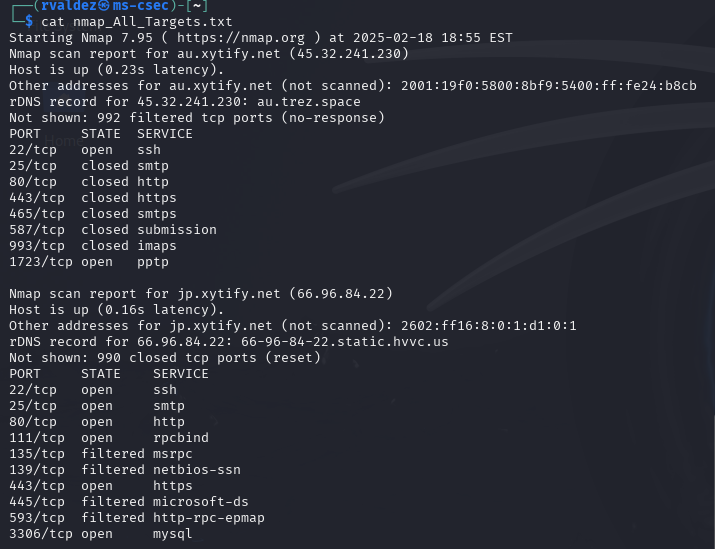 ┌──(rvaldez㉿ms-csec)-[~]
└─$ cat nmap_All_Targets.txt
Starting Nmap 7.95 ( https://nmap.org ) at 2025-02-18 18:55 EST
Nmap scan report for au.xytify.net (45.32.241.230)
Host is up (0.23s latency).
Other addresses for au.xytify.net (not scanned): 2001:19f0:5800:8bf9:5400:ff:fe24:b8cb
rDNS record for 45.32.241.230: au.trez.space
Not shown: 992 filtered tcp ports (no-response)
PORT     STATE  SERVICE
22/tcp   open   ssh
25/tcp   closed smtp
80/tcp   closed http
443/tcp  closed https
465/tcp  closed smtps
587/tcp  closed submission
993/tcp  closed imaps
1723/tcp open   pptp

Nmap scan report for jp.xytify.net (66.96.84.22)
Host is up (0.16s latency).
Other addresses for jp.xytify.net (not scanned): 2602:ff16:8:0:1:d1:0:1
rDNS record for 66.96.84.22: 66-96-84-22.static.hvvc.us
Not shown: 990 closed tcp ports (reset)
PORT     STATE    SERVICE
22/tcp   open     ssh
25/tcp   open     smtp
80/tcp   open     http
111/tcp  open     rpcbind
135/tcp  filtered msrpc
139/tcp  filtered netbios-ssn
443/tcp  open     https
445/tcp  filtered microsoft-ds
593/tcp  filtered http-rpc-epmap
3306/tcp open     mysql